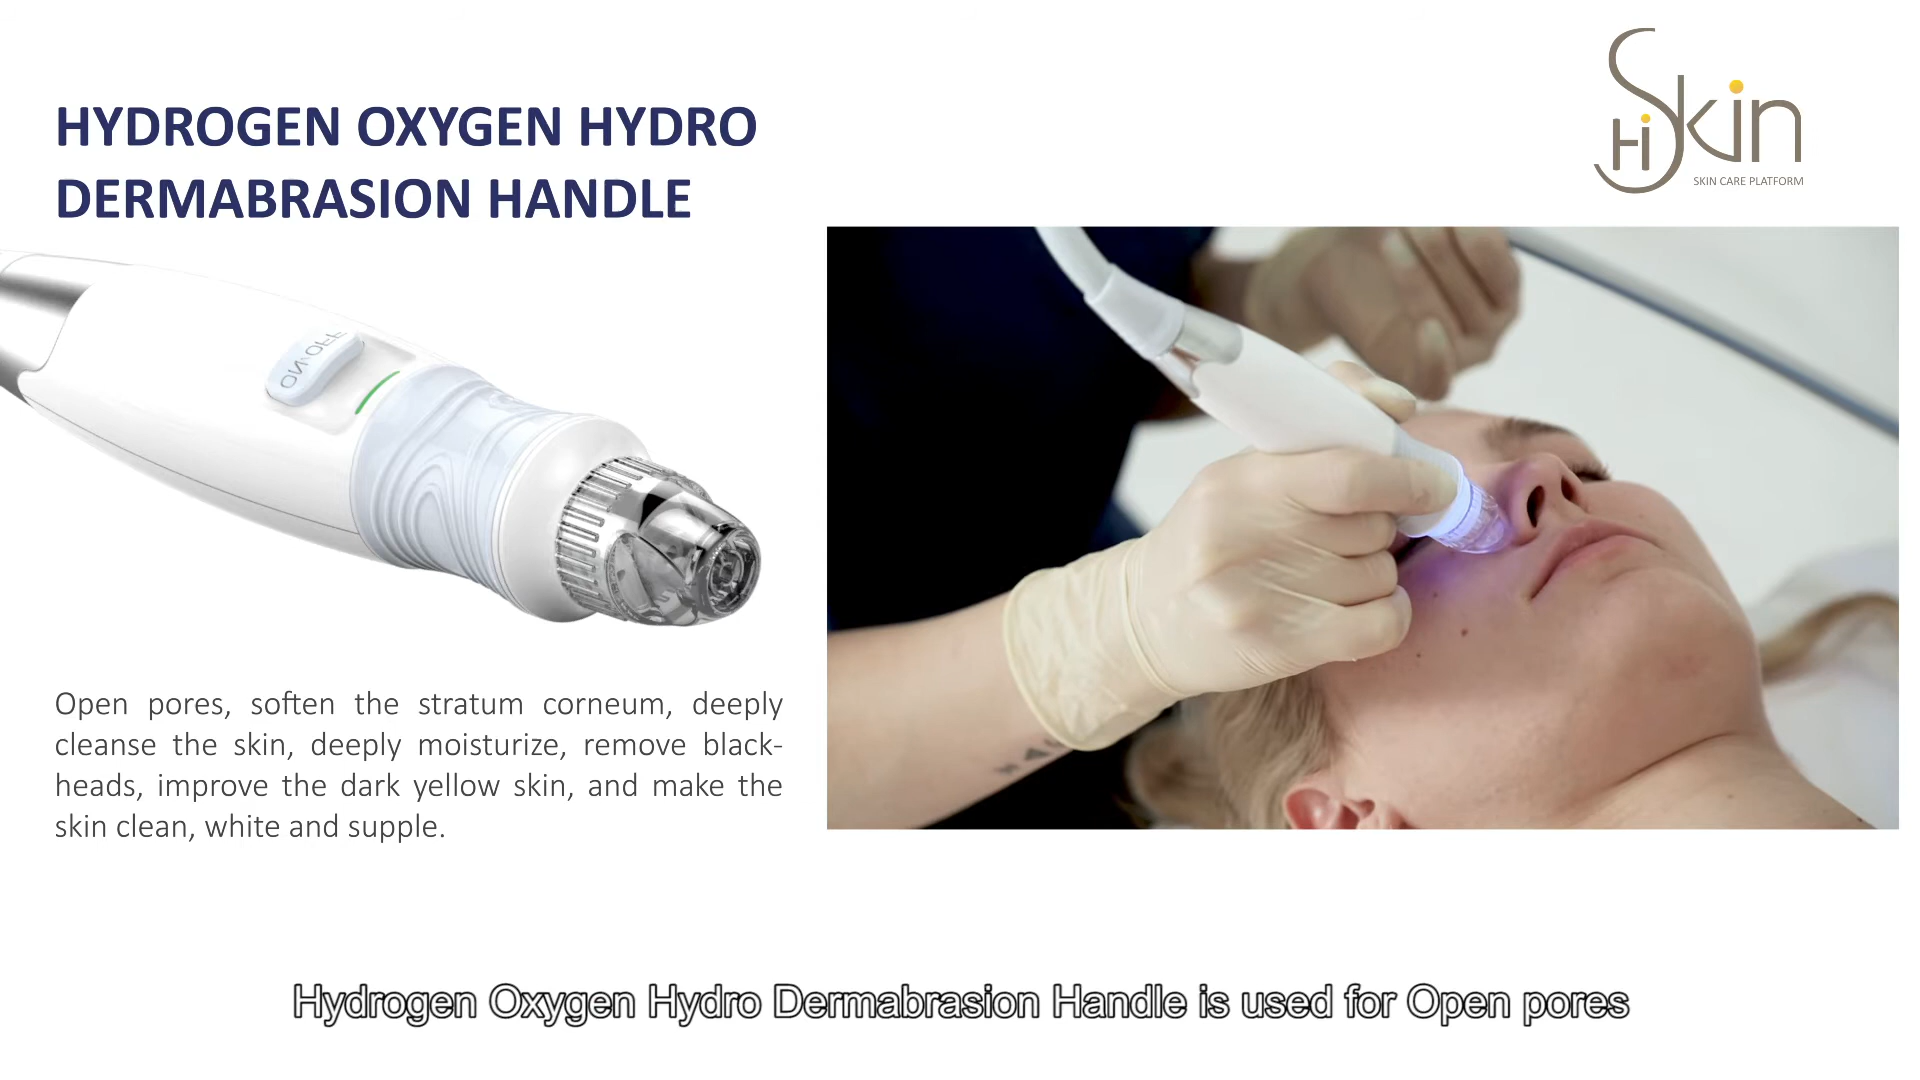 HYDROGEN OXYGEN HYDRO
DERMABRASION HANDLE
Hi Skin
SKIN CARE PLATFORM
ON OFF
Open pores, soften the stratum corneum, deeply
cleanse the skin, deeply moisturize, remove black-
heads, improve the dark yellow skin, and make the
skin clean, white and supple.
Hydrogen Oxygen Hydro Dermabrasion Handle is used for Open pores